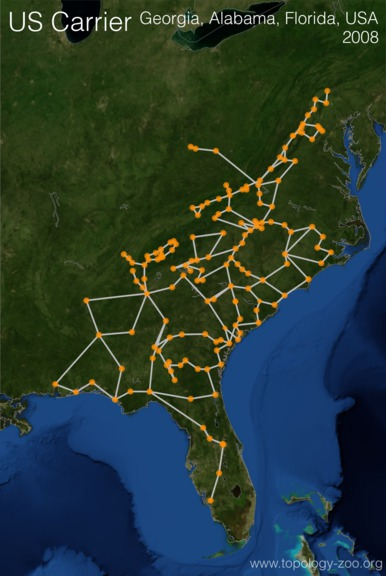 US Carrier
Georgia, Alabama, Florida, USA
2008
www.topology-zoo.org